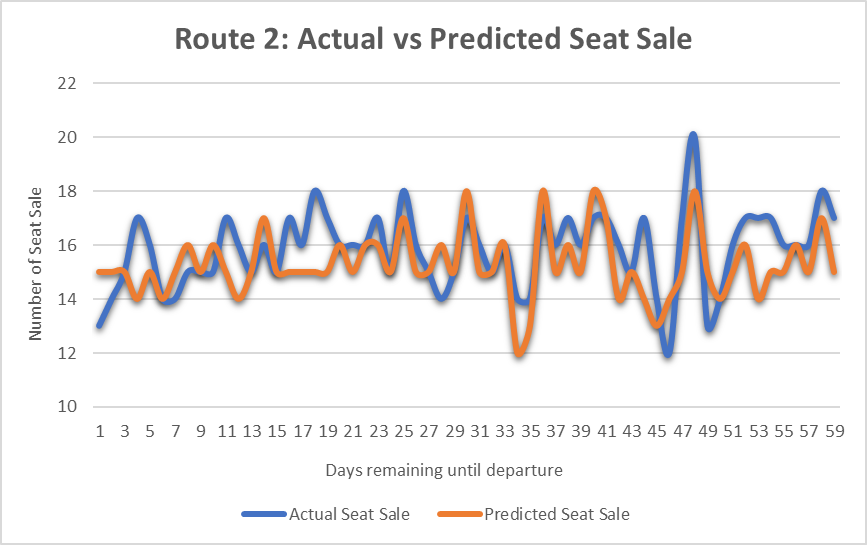 Route 2: Actual vs Predicted Seat Sale
22
20
18
16
14
12
10
Number of Seat Sale
1 3 5 7 9 11 13 15 17 19 21 23 25 27 29 31 33 35 37 39 41 43 45 47 49 51 53 55 57 59
Days remaining until departure
Actual Seat Sale Predicted Seat Sale